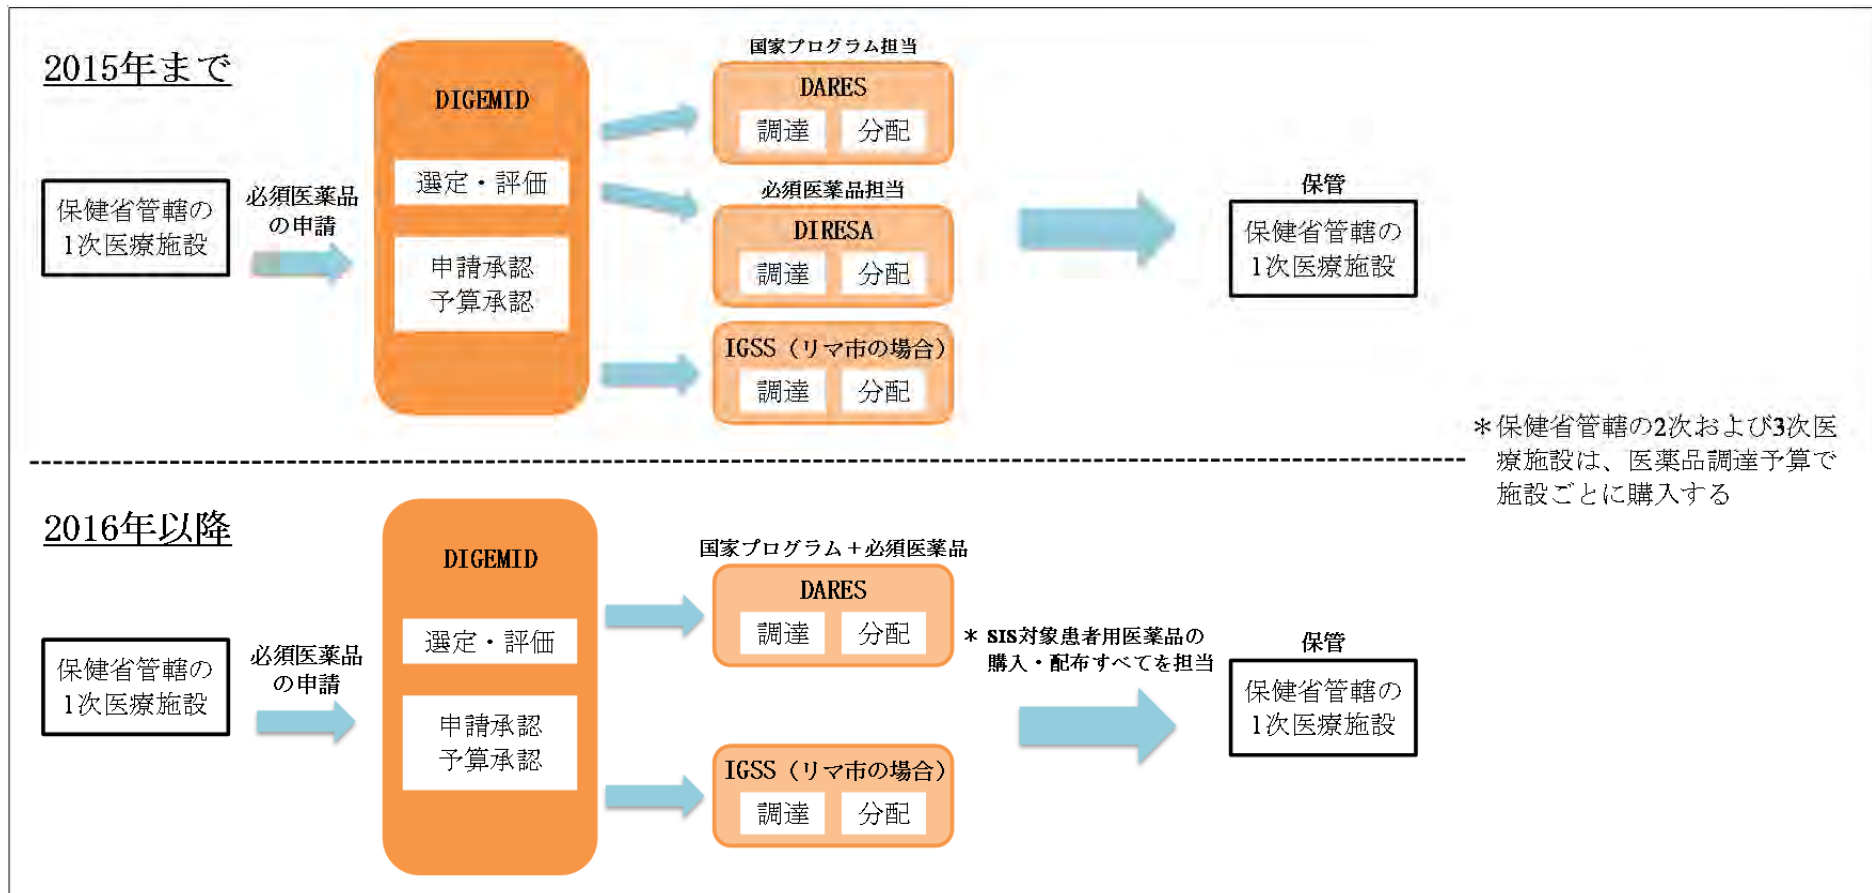 2015年まで
保健省管轄の
1次医療施設
必須医薬品
の申請
DIGEMID
選定・評価
申請承認
予算承認
国家プログラム担当
DARES
調達 分配
必須医薬品担当
DIRESA
調達 分配
IGSS（リマ市の場合）
調達 分配
保管
保健省管轄の
1次医療施設
＊保健省管轄の2次および3次医
療施設は、医薬品調達予算で
施設ごとに購入する
2016年以降
保健省管轄の
1次医療施設
必須医薬品
の申請
DIGEMID
選定・評価
申請承認
予算承認
国家プログラム＋必須医薬品
DARES
調達 分配
IGSS（リマ市の場合）
調達 分配
＊ SIS対象患者用医薬品の
購入・配布すべてを担当
保管
保健省管轄の
1次医療施設